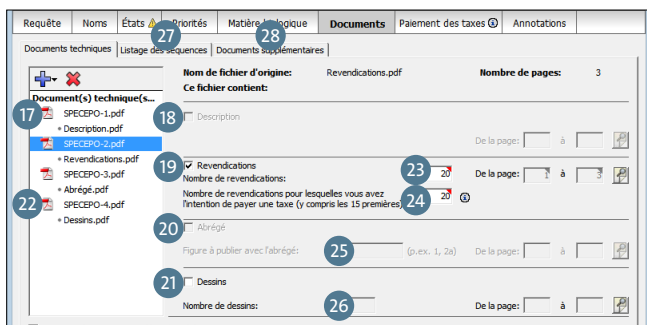 Requête Noms États Priorités Matière biologique Documents Paiement des taxes Annotations
27 28
Documents techniques Listage des séquences Documents supplémentaires
Nom de fichier d'origine: Revendications.pdf Nombre de pages: 3
Ce fichier contient:
Document(s) technique(s...
17 SPECEPO-1.pdf
Description.pdf
SPECEPO-2.pdf
Revendications.pdf
SPECEPO-3.pdf
Abrégé.pdf
22 SPECEPO-4.pdf
Dessins.pdf
18 Description
De la page: à
19 Revendications
Nombre de revendications: 23 20 De la page: 1 à 3
Nombre de revendications pour lesquelles vous avez
l'intention de payer une taxe (y compris les 15 premières) 24 20
20 Abrégé
Figure à publier avec l'abrégé: 25 (p.ex. 1, 2a) De la page: à
21 Dessins
Nombre de dessins: 26 De la page: à